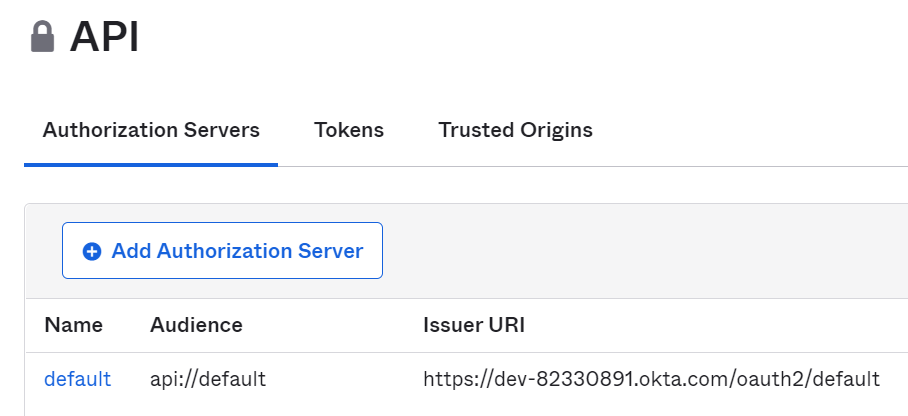 API
Authorization Servers Tokens Trusted Origins
Add Authorization Server
Name Audience Issuer URI
default api://default https://dev-82330891.okta.com/oauth2/default